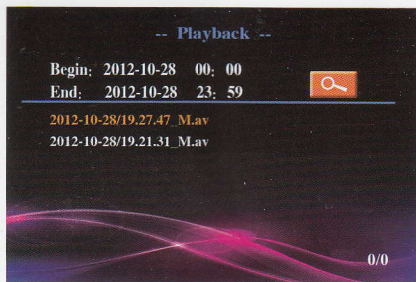 -- Playback --
Begin: 2012-10-28 00: 00
End: 2012-10-28 23: 59
2012-10-28/19.27.47_M.av
2012-10-28/19.21.31_M.av
0/0